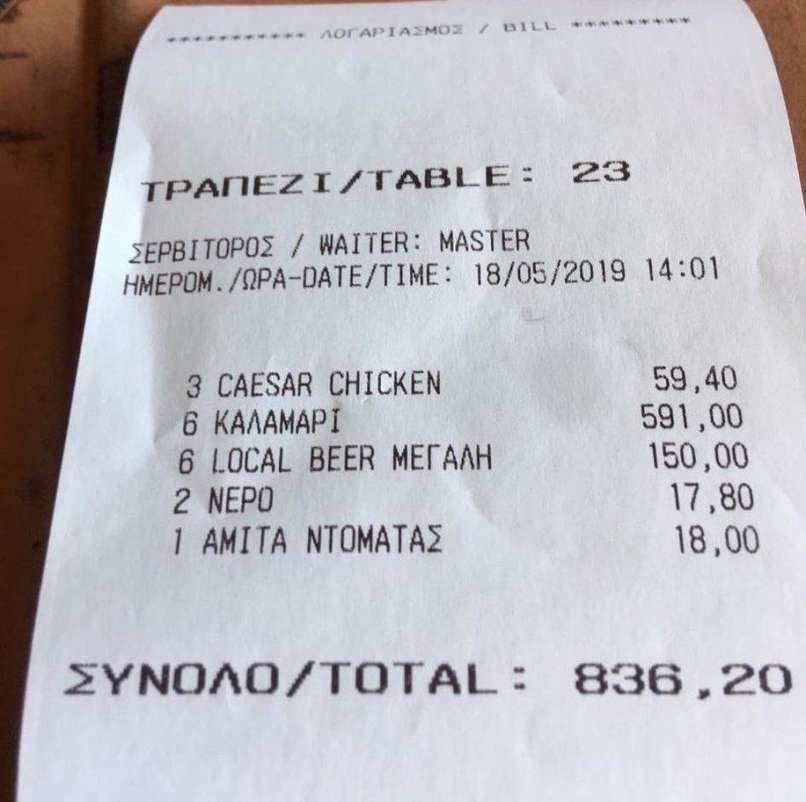 *********** ΛΟΓΑΡΙΑΣΜΟΣ / BILL *********
ΤΡΑΠΕΖΙ/TABLE: 23
ΣΕΡΒΙΤΟΡΟΣ / WAITER: MASTER
ΗΜΕΡΟΜ./ΩΡΑ-DATE/TIME: 18/05/2019 14:01
3 CAESAR CHICKEN 59,40
6 ΚΑΛΑΜΑΡΙ 591,00
6 LOCAL BEER ΜΕΓΑΛΗ 150,00
2 ΝΕΡΟ 17,80
1 ΑΜΙΤΑ ΝΤΟΜΑΤΑΣ 18,00
ΣΥΝΟΛΟ/TOTAL: 836,20